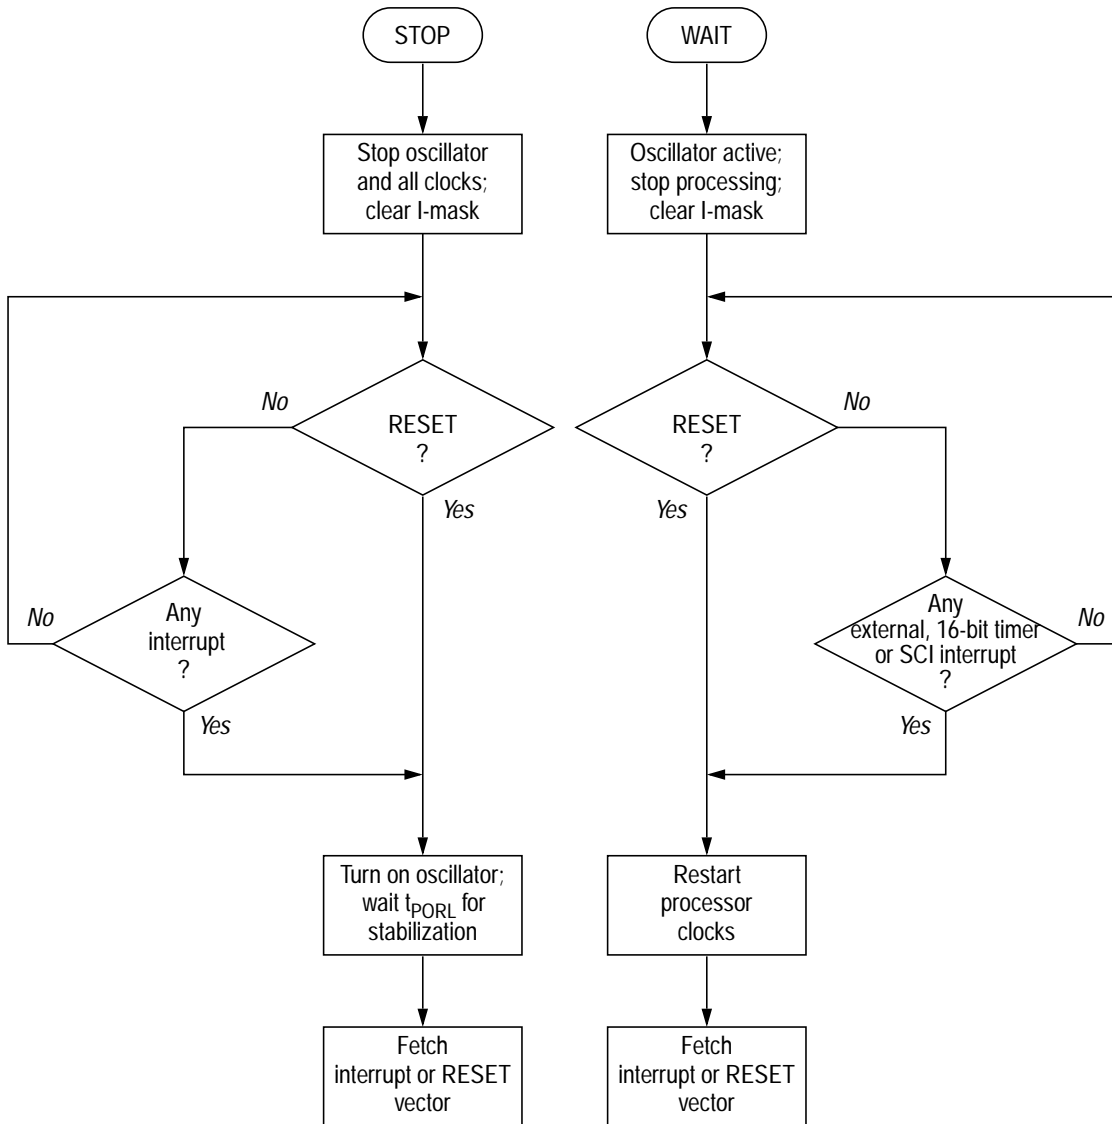 STOP
Stop oscillator
and all clocks;
clear I-mask
RESET
?
No
Yes
Any
interrupt
?
No
Yes
Turn on oscillator;
wait tPORL for
stabilization
Fetch
interrupt or RESET
vector
WAIT
Oscillator active;
stop processing;
clear I-mask
RESET
?
No
Yes
Any
external, 16-bit timer
or SCI interrupt
?
No
Yes
Restart
processor
clocks
Fetch
interrupt or RESET
vector